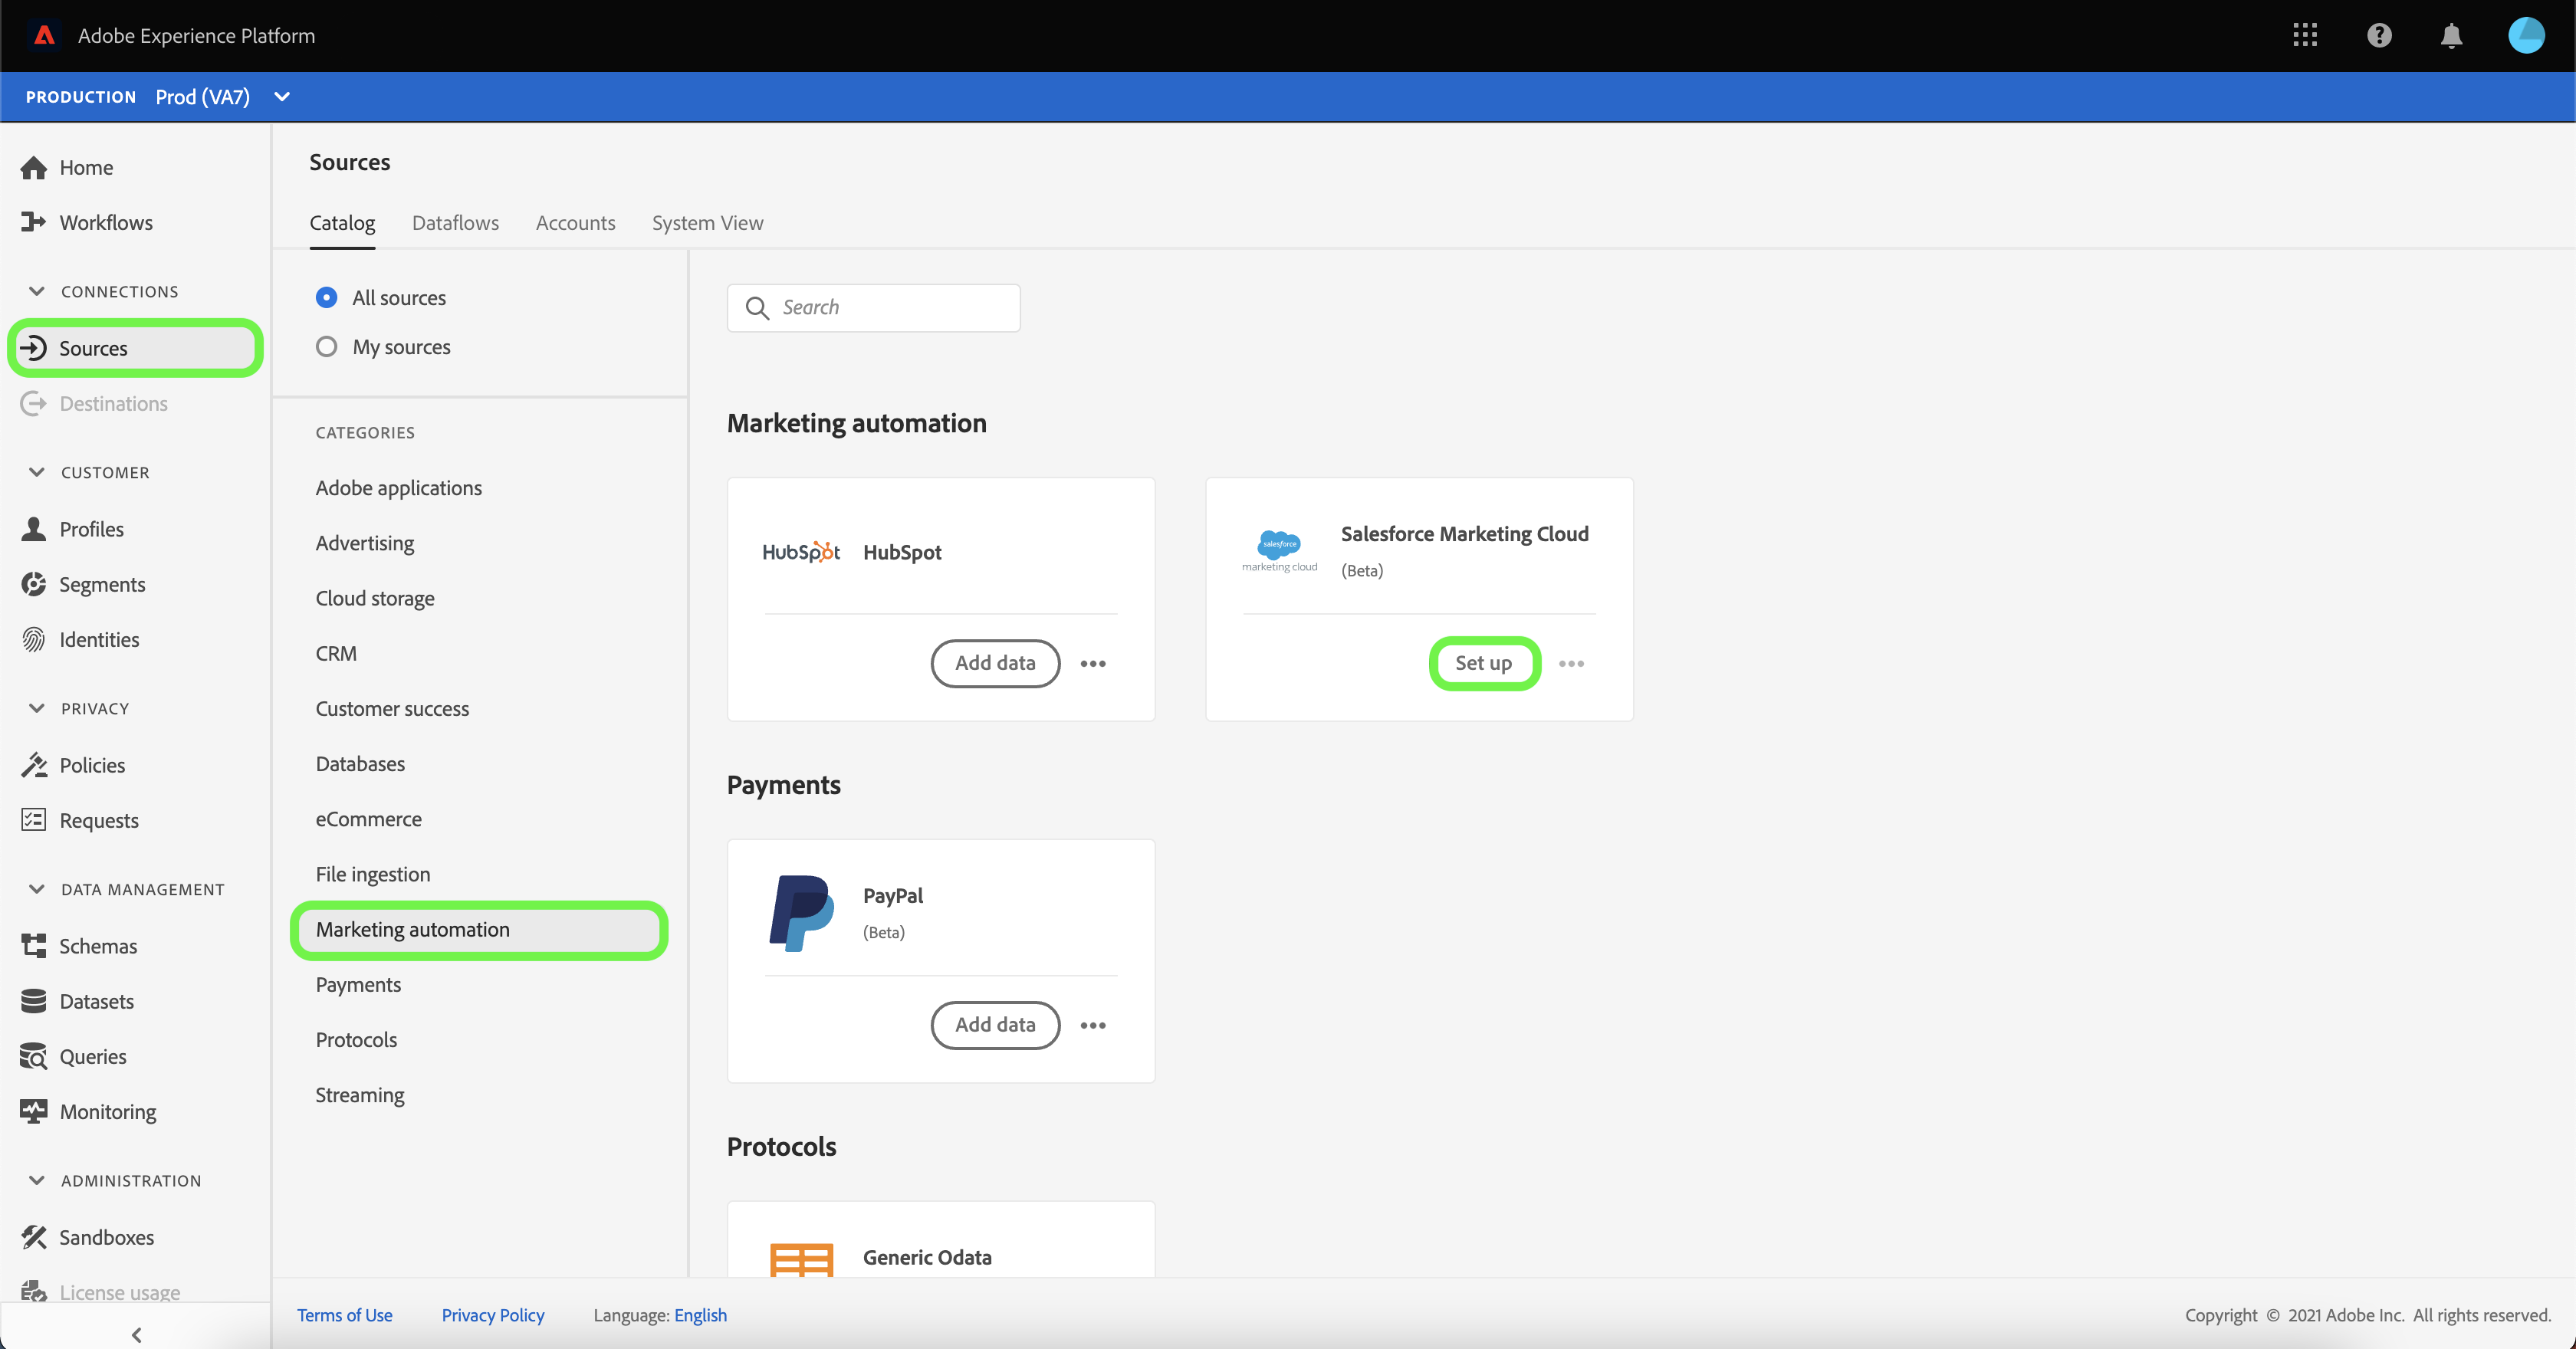 Adobe Experience Platform
PRODUCTION Prod (VA7)
Home
Workflows
CONNECTIONS
Sources
Destinations
CUSTOMER
Profiles
Segments
Identities
PRIVACY
Policies
Requests
DATA MANAGEMENT
Schemas
Datasets
Queries
Monitoring
ADMINISTRATION
Sandboxes
License usage
Sources
Catalog Dataflows Accounts System View
All sources
My sources
CATEGORIES
Adobe applications
Advertising
Cloud storage
CRM
Customer success
Databases
eCommerce
File ingestion
Marketing automation
Payments
Protocols
Streaming
Search
Marketing automation
HubSpot HubSpot
Add data
salesforce
marketing cloud
Salesforce Marketing Cloud
(Beta)
Set up
Payments
PayPal
(Beta)
Add data
Protocols
Generic Odata
Terms of Use Privacy Policy Language: English
Copyright © 2021 Adobe Inc. All rights reserved.